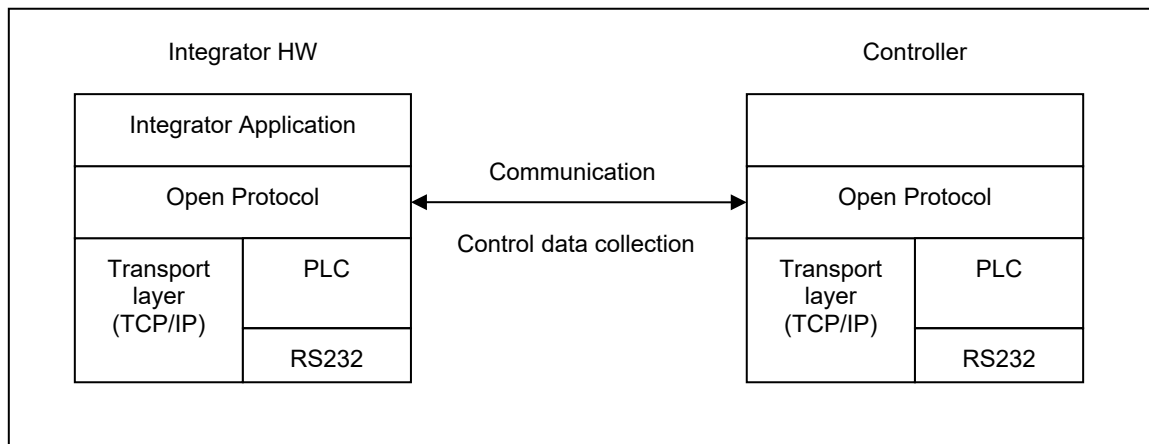 Integrator HW
Controller
Integrator Application
Open Protocol
Communication
Control data collection
Open Protocol
Transport
layer
(TCP/IP)
PLC
RS232
Transport
layer
(TCP/IP)
PLC
RS232